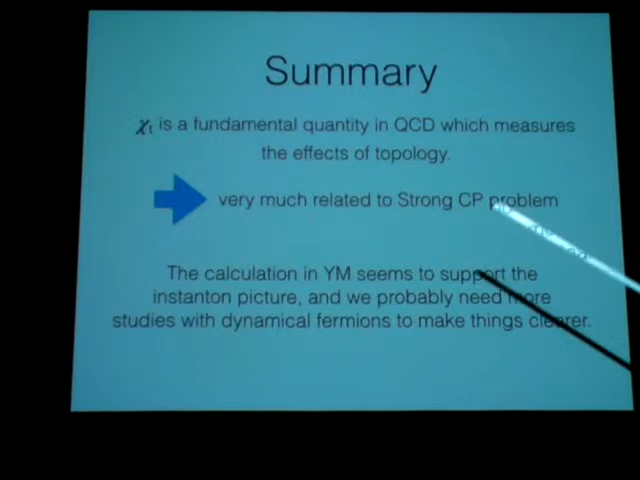 Summary
χt is a fundamental quantity in QCD which measures
the effects of topology.
very much related to Strong CP problem
The calculation in YM seems to support the
instanton picture, and we probably need more
studies with dynamical fermions to make things clearer.